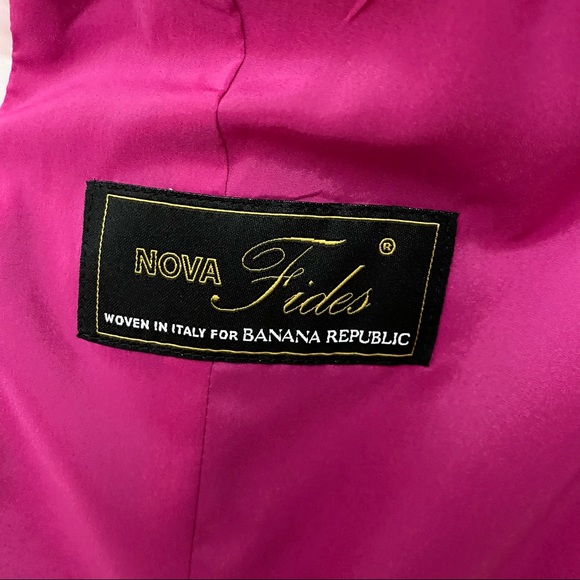 NOVA Fides ®
WOVEN IN ITALY FOR BANANA REPUBLIC